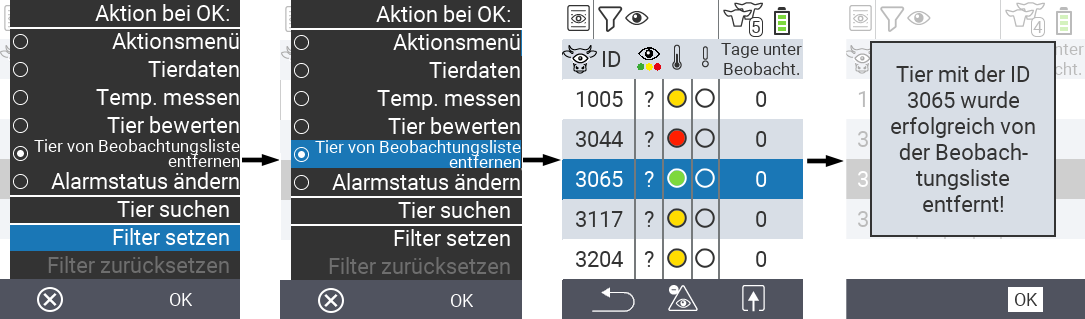 Aktion bei OK:
Aktionsmenü
Tierdaten
Temp. messen
Tier bewerten
Tier von Beobachtungsliste
entfernen
Alarmstatus ändern
Tier suchen
Filter setzen
Filter zurücksetzen
OK
Aktion bei OK:
Aktionsmenü
Tierdaten
Temp. messen
Tier bewerten
Tier von Beobachtungsliste
entfernen
Alarmstatus ändern
Tier suchen
Filter setzen
Filter zurücksetzen
OK
5
ID Tage unter
Beobacht.
1005 ? 0
3044 ? 0
3065 ? 0
3117 ? 0
3204 ? 0
4
Tier mit der ID
3065 wurde
erfolgreich von
der Beobach-
tungsliste
entfernt!
OK